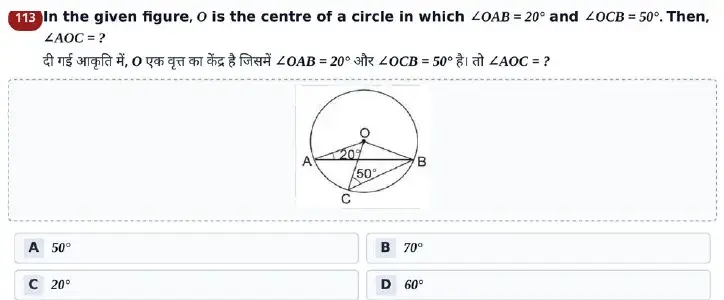 113 In the given figure, O is the centre of a circle in which ∠OAB = 20° and ∠OCB = 50°. Then,
∠AOC = ?
दी गई आकृति में, O एक वृत्त का केंद्र है जिसमें ∠OAB = 20° और ∠OCB = 50° है। तो ∠AOC = ?
O
A 20° B
50°
C
A 50°
B 70°
C 20°
D 60°